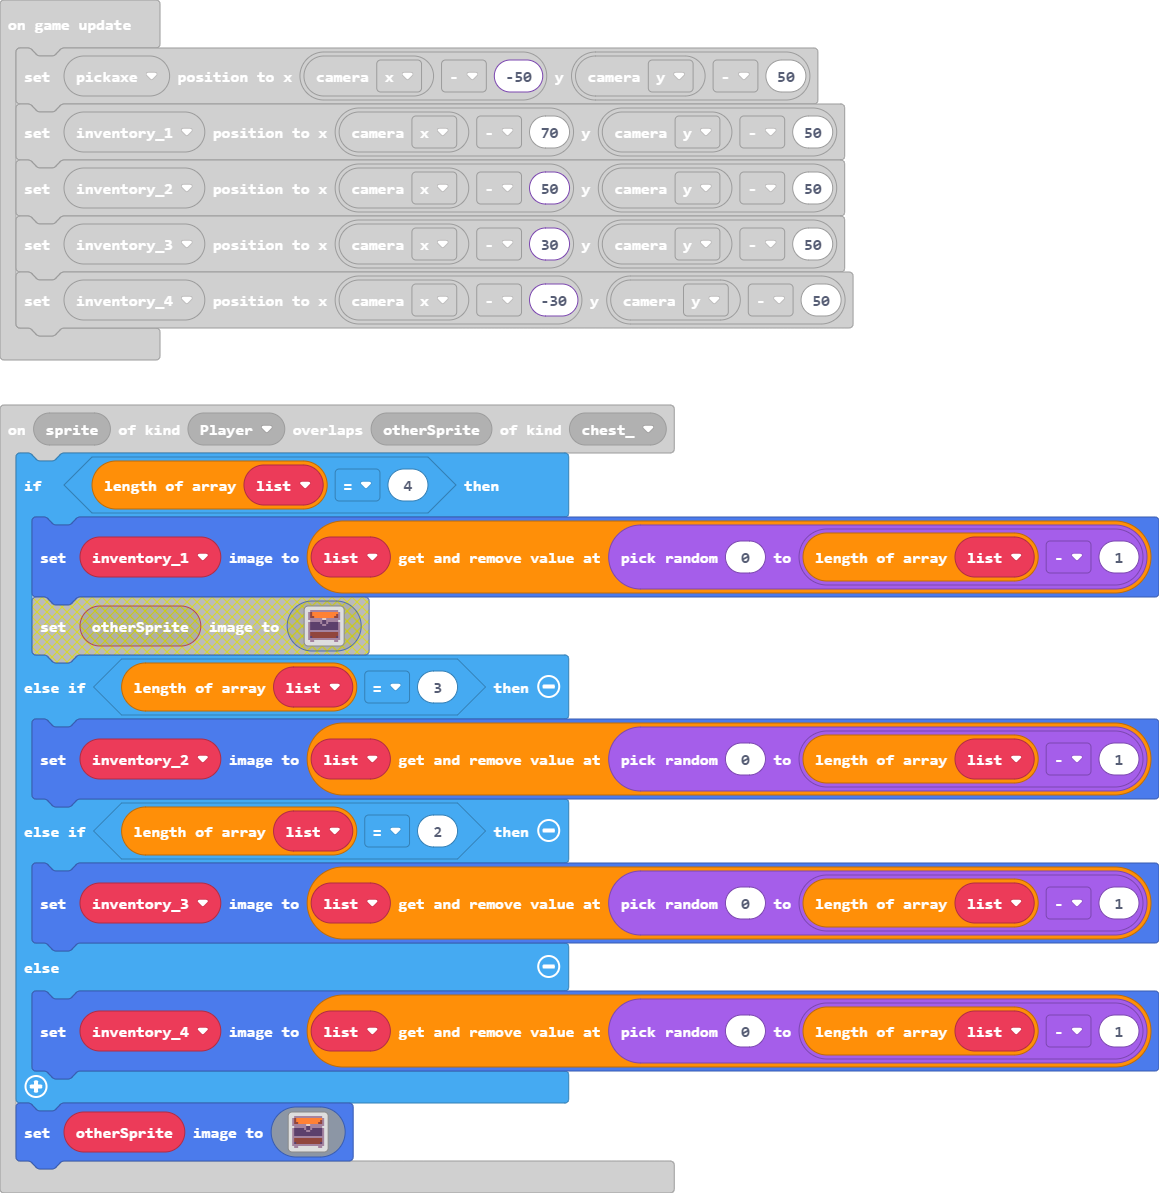 on game update
set pickaxe position to x camera x - -50 y camera y - 50
set inventory_1 position to x camera x - 70 y camera y - 50
set inventory_2 position to x camera x - 50 y camera y - 50
set inventory_3 position to x camera x - 30 y camera y - 50
set inventory_4 position to x camera x - -30 y camera y - 50
on sprite of kind Player overlaps otherSprite of kind chest_
if length of array list = 4 then
set inventory_1 image to list get and remove value at pick random 0 to length of array list - 1
set otherSprite image to
else if length of array list = 3 then
set inventory_2 image to list get and remove value at pick random 0 to length of array list - 1
else if length of array list = 2 then
set inventory_3 image to list get and remove value at pick random 0 to length of array list - 1
else
set inventory_4 image to list get and remove value at pick random 0 to length of array list - 1
set otherSprite image to